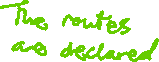 The routes
are declared